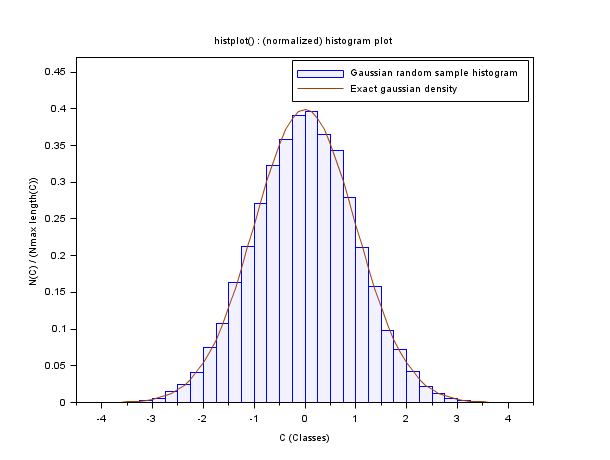 histplot() : (normalized) histogram plot
Gaussian random sample histogram
Exact gaussian density
0.45
0.4
0.35
0.3
0.25
0.2
0.15
0.1
0.05
0
N(C) / (Nmax length(C))
-4 -3 -2 -1 0 1 2 3 4
C (Classes)